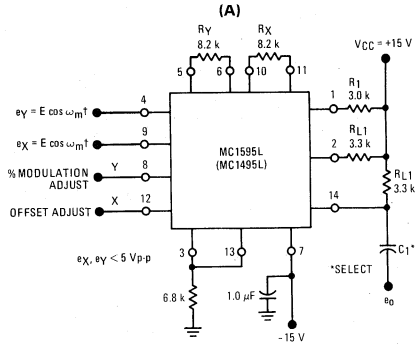 (A)
RY
8.2 k
RX
8.2 k
VCC = +15 V
5
6
10
11
eY = E cos ωm†
4
1
R1
3.0 k
eX = E cos ωm†
9
MC1595L
(MC1495L)
2
RL1
3.3 k
% MODULATION
ADJUST
Y
8
RL1
3.3 k
OFFSET ADJUST
X
12
14
eX, eY < 5 Vp-p
3
13
7
C1*
*SELECT
6.8 k
1.0 μF
eo
-15 V